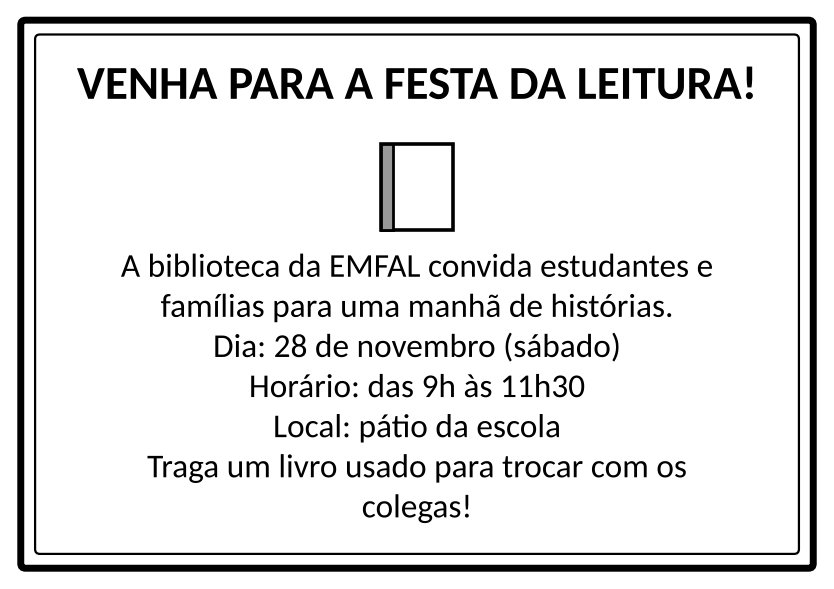 VENHA PARA A FESTA DA LEITURA!
A biblioteca da EMFAL convida estudantes e
famílias para uma manhã de histórias.
Dia: 28 de novembro (sábado)
Horário: das 9h às 11h30
Local: pátio da escola
Traga um livro usado para trocar com os
colegas!